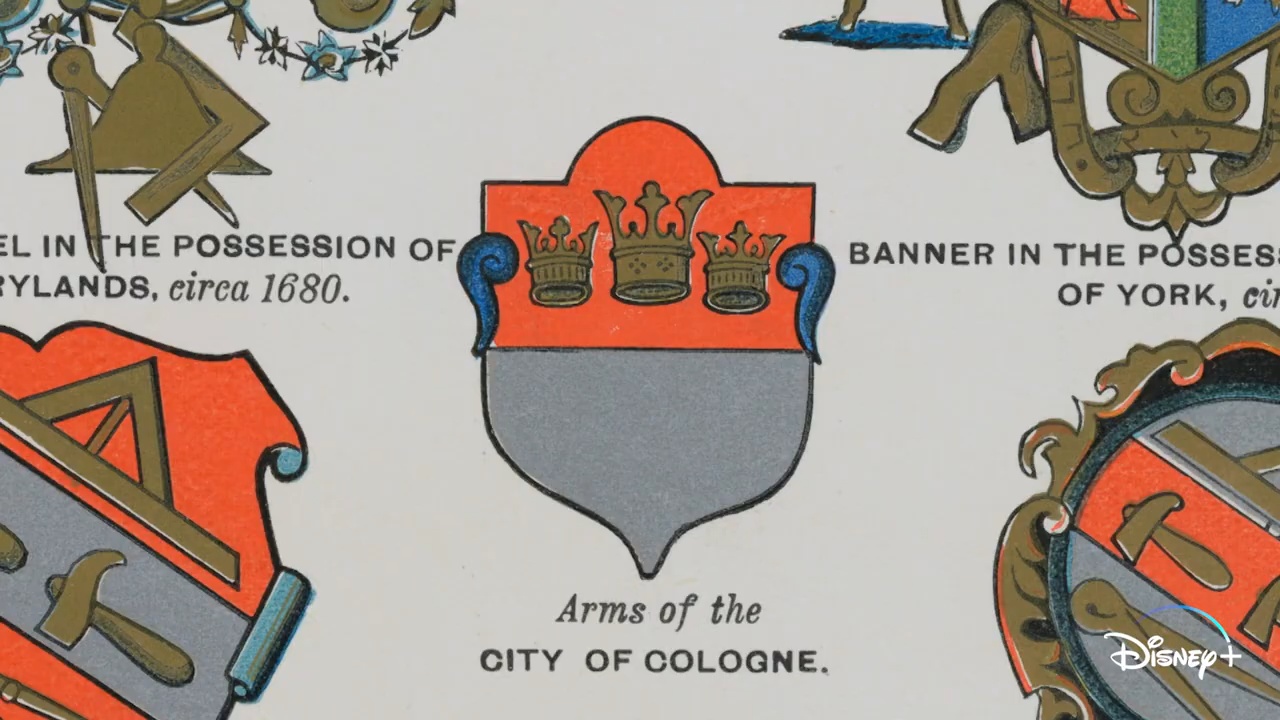 EL IN THE POSSESSION OF
RYLANDS, circa 1680.
BANNER IN THE POSSESS
OF YORK, cir
Arms of the
CITY OF COLOGNE.
Disney+